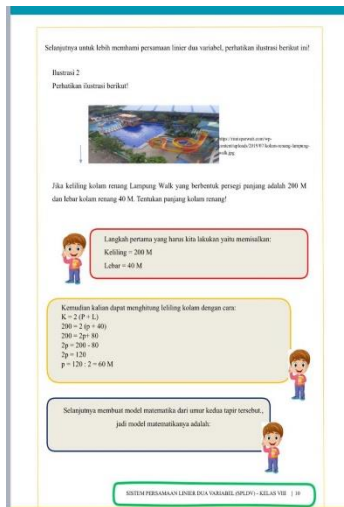 Selanjutnya untuk lebih memhami persamaan linier dua variabel, perhatikan ilustrasi berikut ini!
Ilustrasi 2
Perhatikan ilustrasi berikut!
Jika keliling kolam renang Lampung Walk yang berbentuk persegi panjang adalah 200 M
dan lebar kolam renang 40 M. Tentukan panjang kolam renang!
Langkah pertama yang harus kita lakukan yaitu memisalkan:
Keliling = 200 M
Lebar = 40 M
Kemudian kalian dapat menghitung leliling kolam dengan cara:
K = 2 (P + L)
200 = 2 (p + 40)
200 = 2p+ 80
2p = 200 - 80
2p = 120
p = 120 : 2 = 60 M
Selanjutnya membuat model matematika dari umur kedua tapir tersebut.,
jadi model matematikanya adalah:
SISTEM PERSAMAAN LINIER DUA VARIABEL (SPLDV) – KELAS VIII |